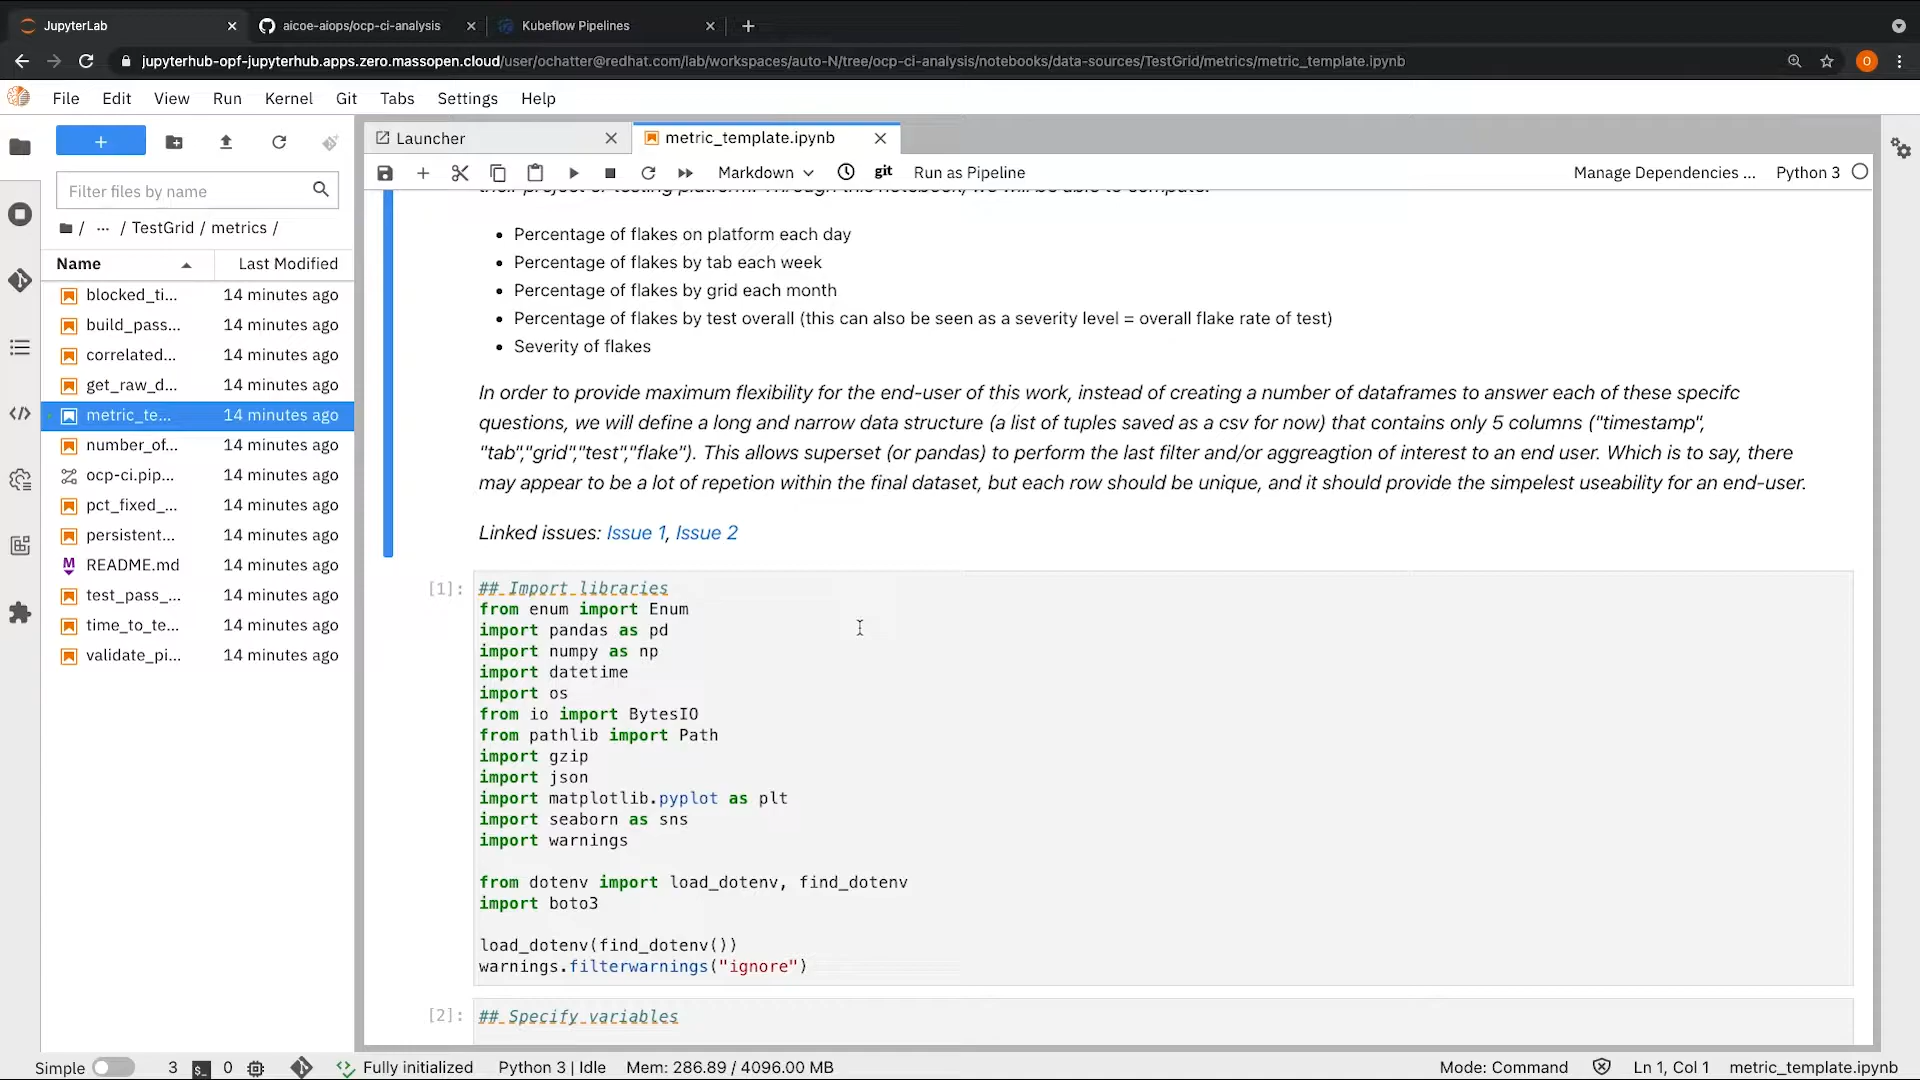 JupyterLab
aicoe-aiops/ocp-ci-analysis
Kubeflow Pipelines
jupyterhub-opf-jupyterhub.apps.zero.massopen.cloud/user/ochatter@redhat.com/lab/workspaces/auto-N/tree/ocp-ci-analysis/notebooks/data-sources/TestGrid/metrics/metric_template.ipynb
O
File Edit View Run Kernel Git Tabs Settings Help
+
Filter files by name
/ ... / TestGrid / metrics /
Name Last Modified
blocked_ti... 14 minutes ago
build_pass... 14 minutes ago
correlated... 14 minutes ago
get_raw_d... 14 minutes ago
metric_te... 14 minutes ago
number_of... 14 minutes ago
ocp-ci.pip... 14 minutes ago
pct_fixed_... 14 minutes ago
persistent... 14 minutes ago
README.md 14 minutes ago
test_pass_... 14 minutes ago
time_to_te... 14 minutes ago
validate_pi... 14 minutes ago
Launcher
metric_template.ipynb
Markdown git Run as Pipeline Manage Dependencies ... Python 3
their project or testing platform. Through this notebook, we will be able to compute:
• Percentage of flakes on platform each day
• Percentage of flakes by tab each week
• Percentage of flakes by grid each month
• Percentage of flakes by test overall (this can also be seen as a severity level = overall flake rate of test)
• Severity of flakes
In order to provide maximum flexibility for the end-user of this work, instead of creating a number of dataframes to answer each of these specifc
questions, we will define a long and narrow data structure (a list of tuples saved as a csv for now) that contains only 5 columns ("timestamp",
"tab","grid","test","flake"). This allows superset (or pandas) to perform the last filter and/or aggreagtion of interest to an end user. Which is to say, there
may appear to be a lot of repetion within the final dataset, but each row should be unique, and it should provide the simpelest useability for an end-user.
Linked issues: Issue 1, Issue 2
[1]: ## Import libraries
from enum import Enum
import pandas as pd
import numpy as np
import datetime
import os
from io import BytesIO
from pathlib import Path
import gzip
import json
import matplotlib.pyplot as plt
import seaborn as sns
import warnings
from dotenv import load_dotenv, find_dotenv
import boto3
load_dotenv(find_dotenv())
warnings.filterwarnings("ignore")
[2]: ## Specify variables
Simple 3 $_ 0 Fully initialized Python 3 | Idle Mem: 286.89 / 4096.00 MB Mode: Command Ln 1, Col 1 metric_template.ipynb